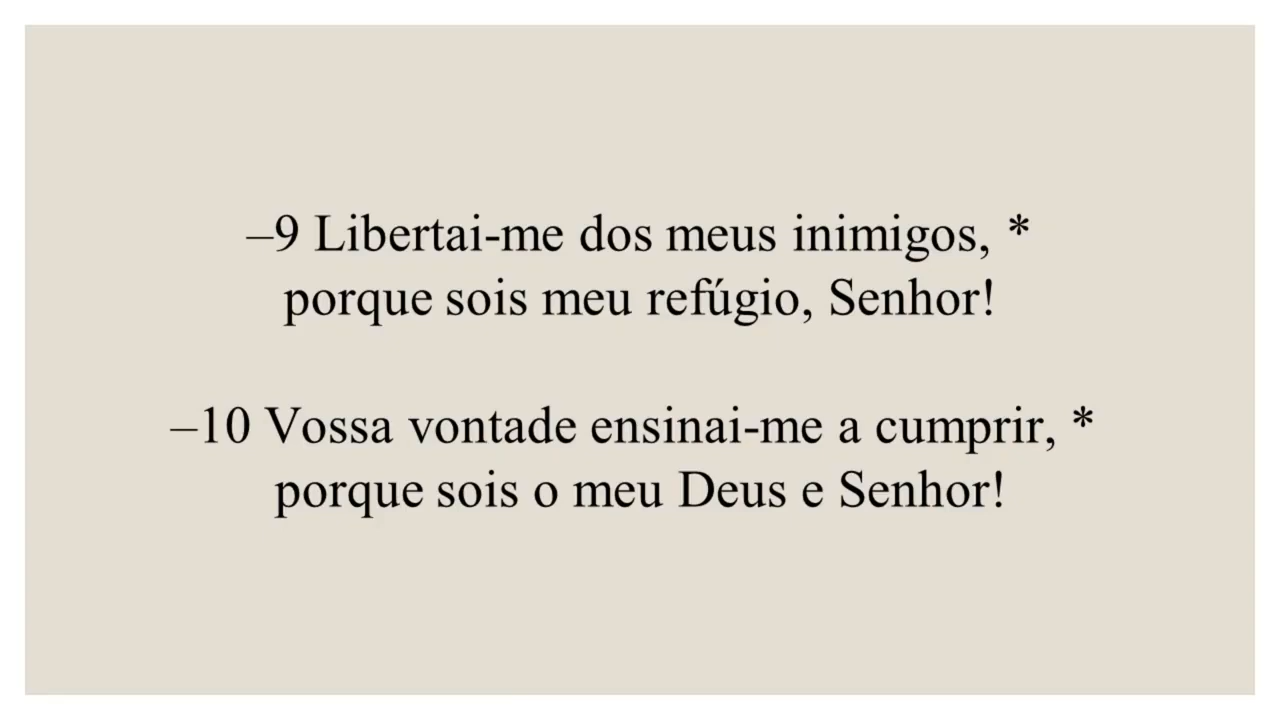 –9 Libertai-me dos meus inimigos, *
porque sois meu refúgio, Senhor!
–10 Vossa vontade ensinai-me a cumprir, *
porque sois o meu Deus e Senhor!